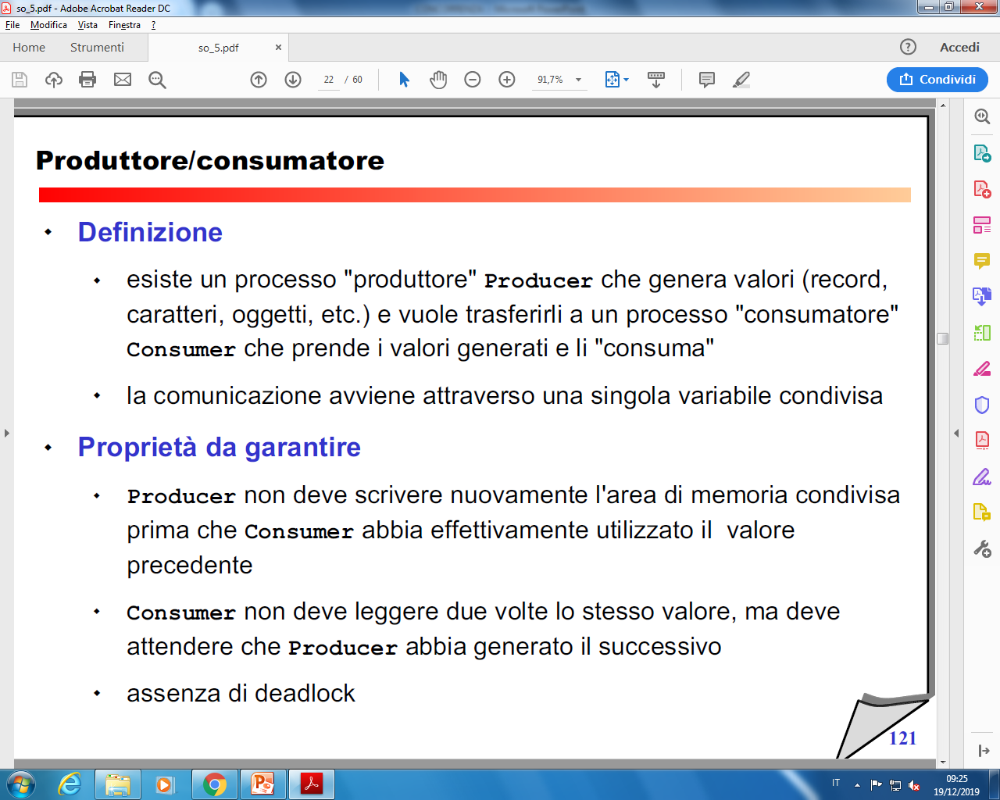 so_5.pdf - Adobe Acrobat Reader DC
File Modifica Vista Finestra ?
Home Strumenti so_5.pdf × ? Accedi
22 / 60 91,7% Condividi
Produttore/consumatore
Definizione
esiste un processo "produttore" Producer che genera valori (record,
caratteri, oggetti, etc.) e vuole trasferirli a un processo "consumatore"
Consumer che prende i valori generati e li "consuma"
la comunicazione avviene attraverso una singola variabile condivisa
Proprietà da garantire
Producer non deve scrivere nuovamente l'area di memoria condivisa
prima che Consumer abbia effettivamente utilizzato il valore
precedente
Consumer non deve leggere due volte lo stesso valore, ma deve
attendere che Producer abbia generato il successivo
assenza di deadlock
121
IT 09:25
19/12/2019